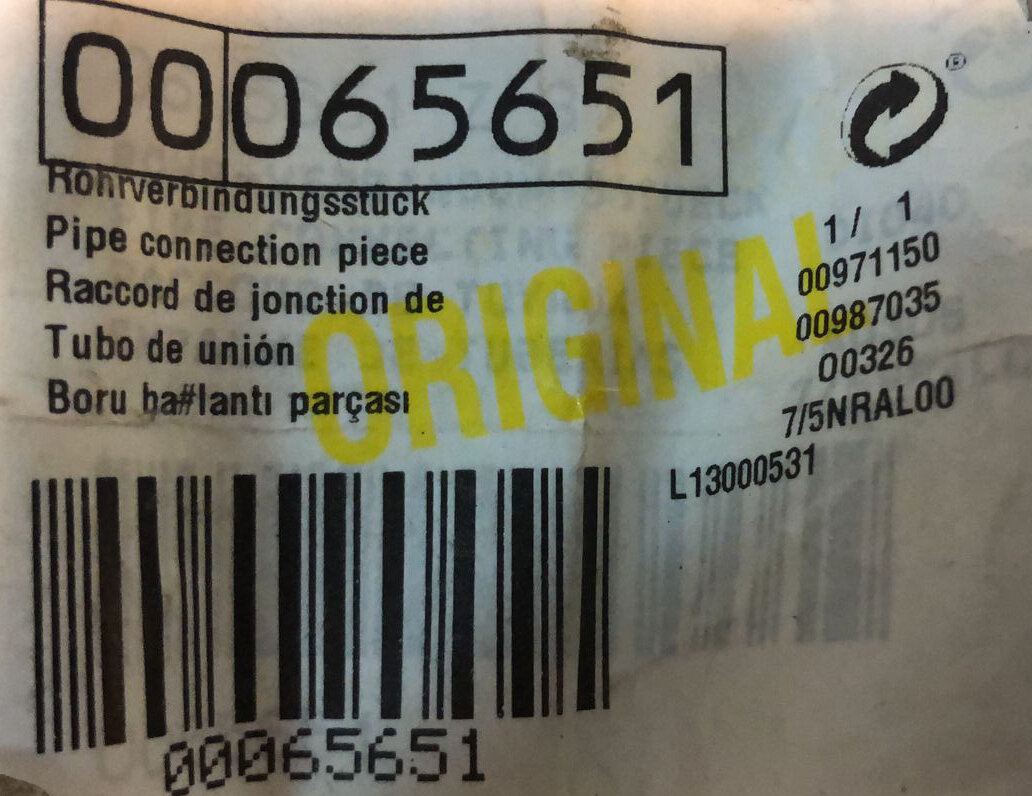 00065651
®
Rohrverbindungsstück
Pipe connection piece
Raccord de jonction de
Tubo de unión
Boru ba#lantı parçası
ORIGINAL
1 / 1
00971150
00987035
00326
7/5NRAL00
L13000531
00065651